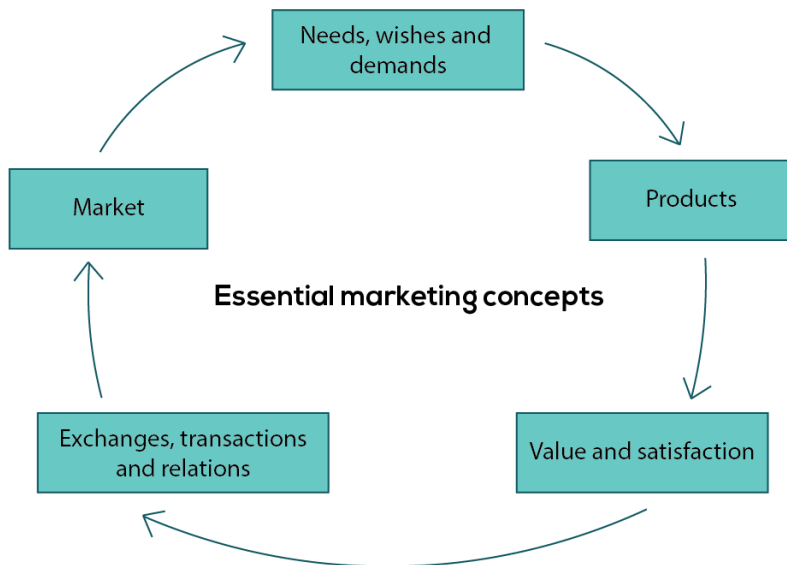 Needs, wishes and
demands
Products
Market
Essential marketing concepts
Exchanges, transactions
and relations
Value and satisfaction